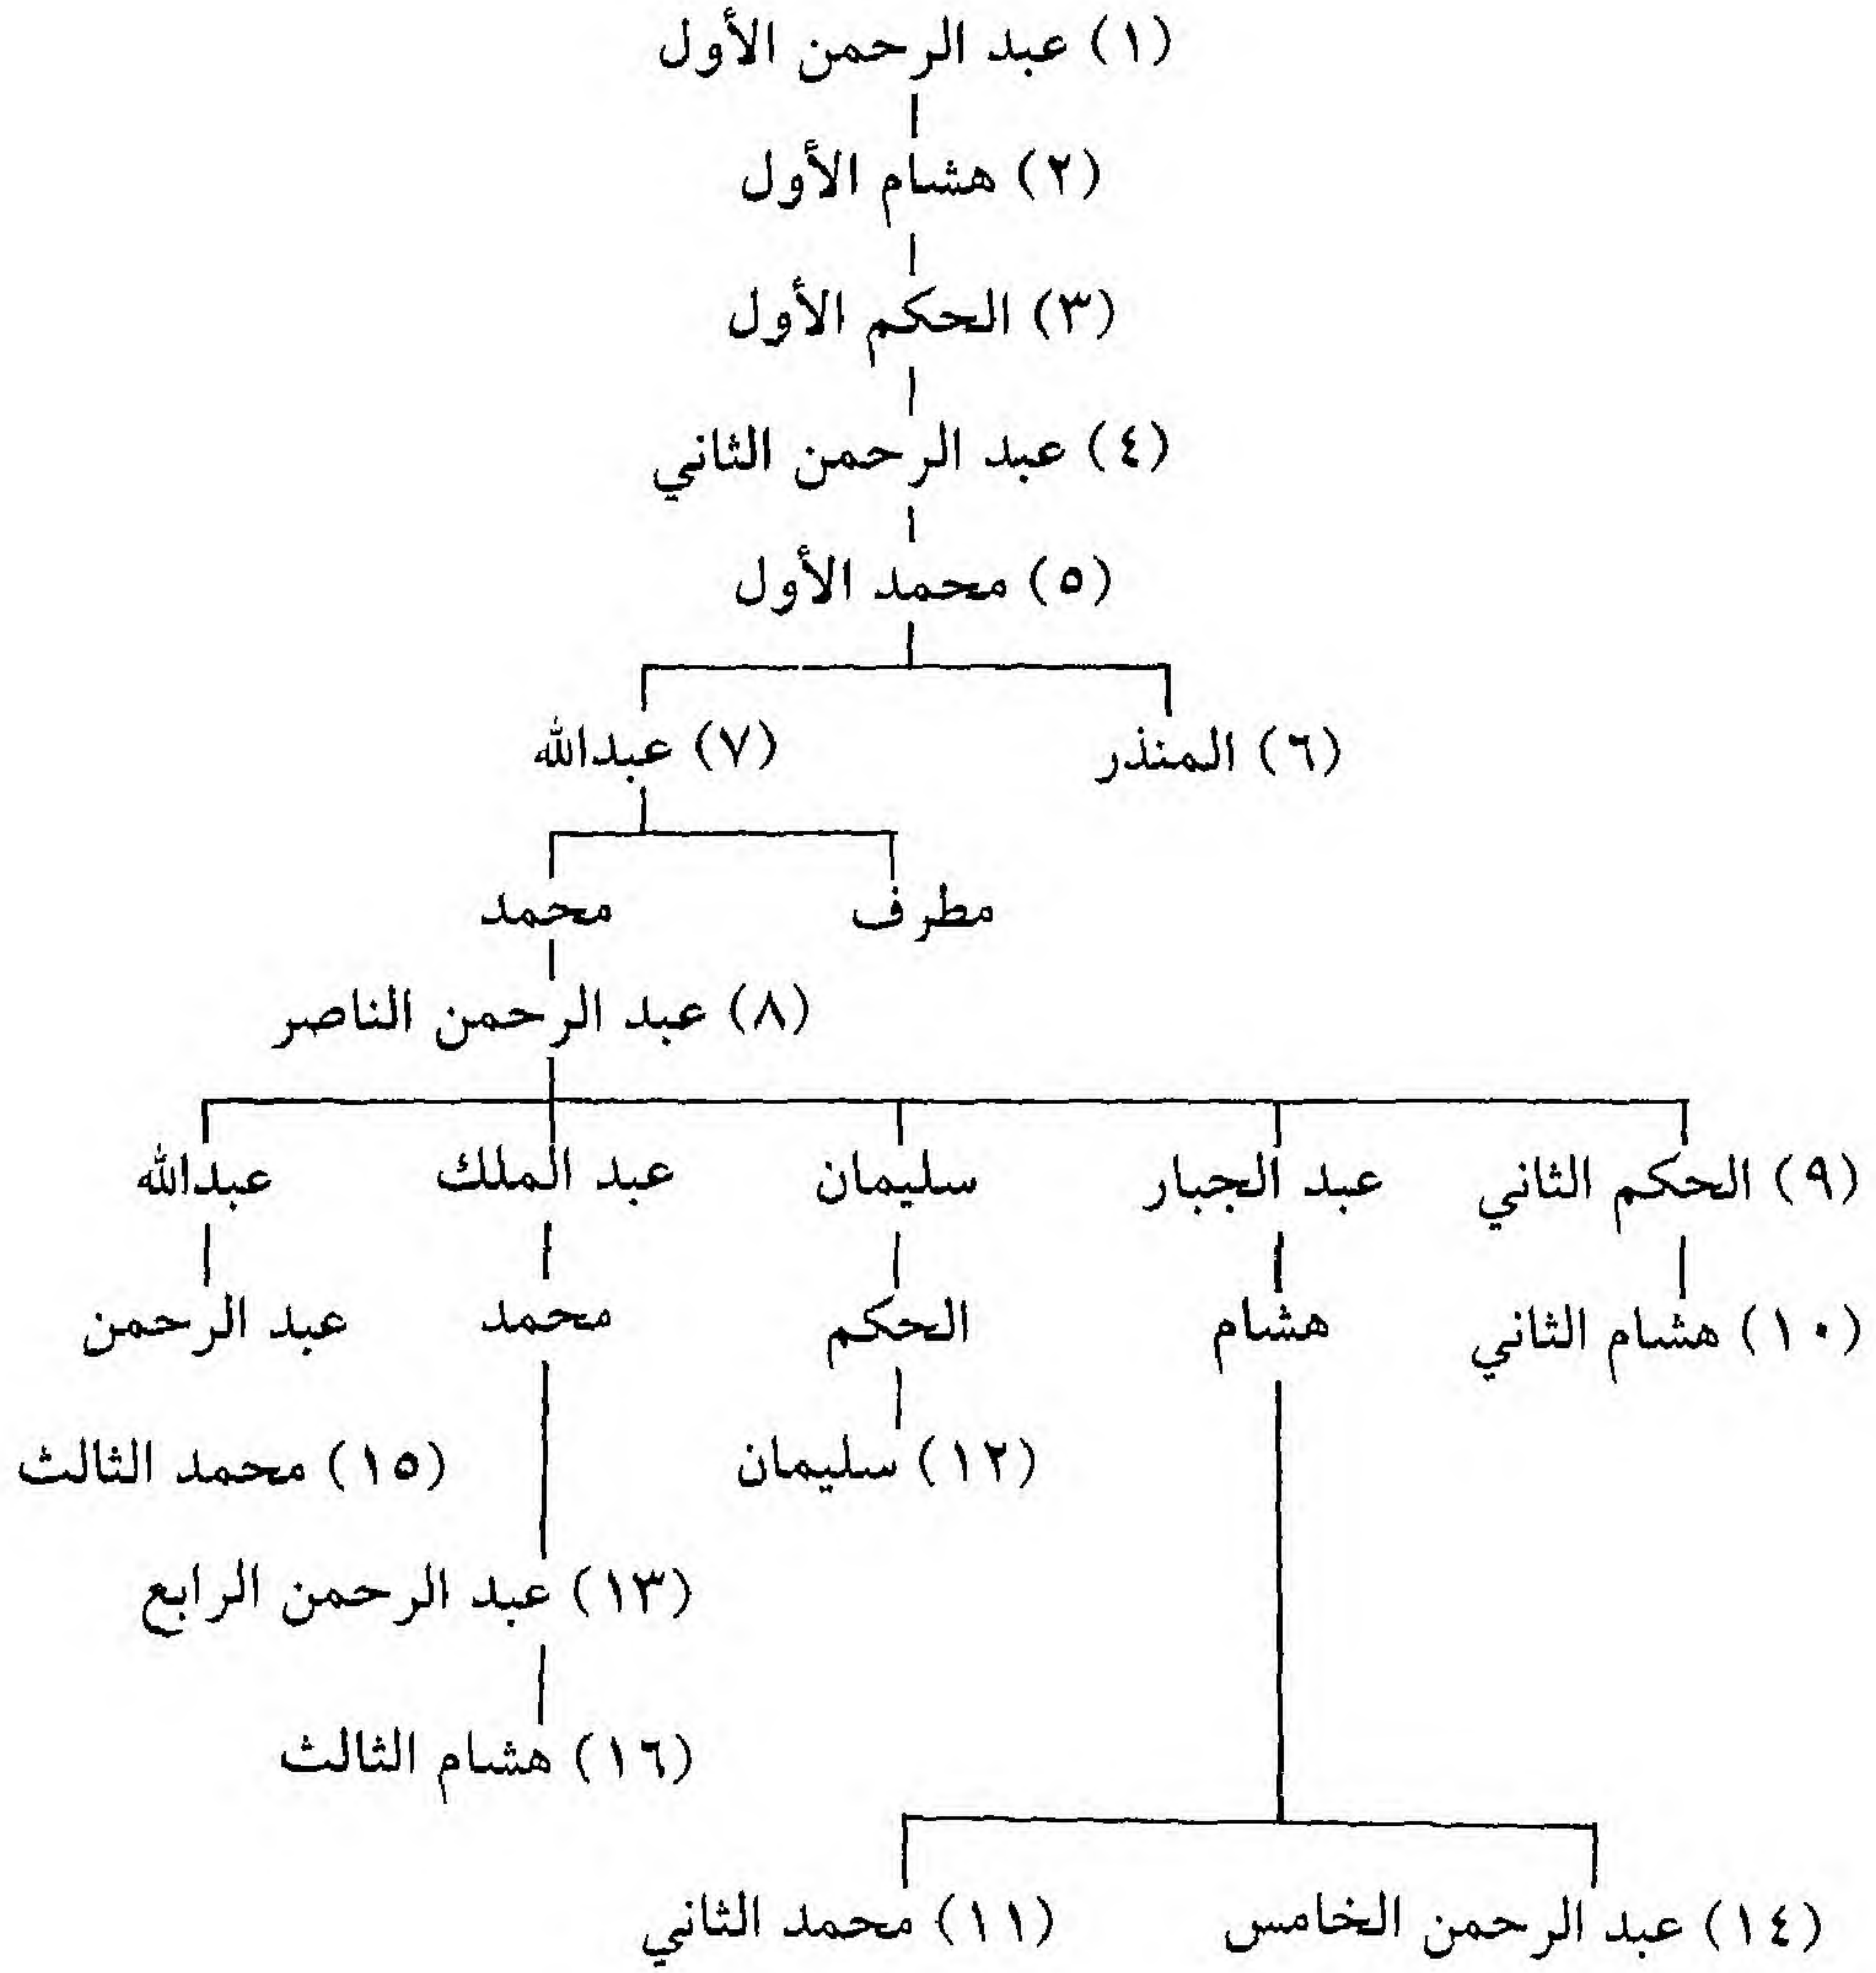 (١) عبد الرحمن الأول
(٢) هشام الأول
(٣) الحكم الأول
(٤) عبد الرحمن الثاني
(٥) محمد الأول
(٦) المنذر
(٧) عبدالله
مطرف
محمد
(٨) عبد الرحمن الناصر
(٩) الحكم الثاني
عبد الجبار
سليمان
عبد الملك
عبدالله
(١٠) هشام الثاني
هشام
الحكم
محمد
عبد الرحمن
(١٢) سليمان
(١٥) محمد الثالث
(١٣) عبد الرحمن الرابع
(١٦) هشام الثالث
(١٤) عبد الرحمن الخامس
(١١) محمد الثاني